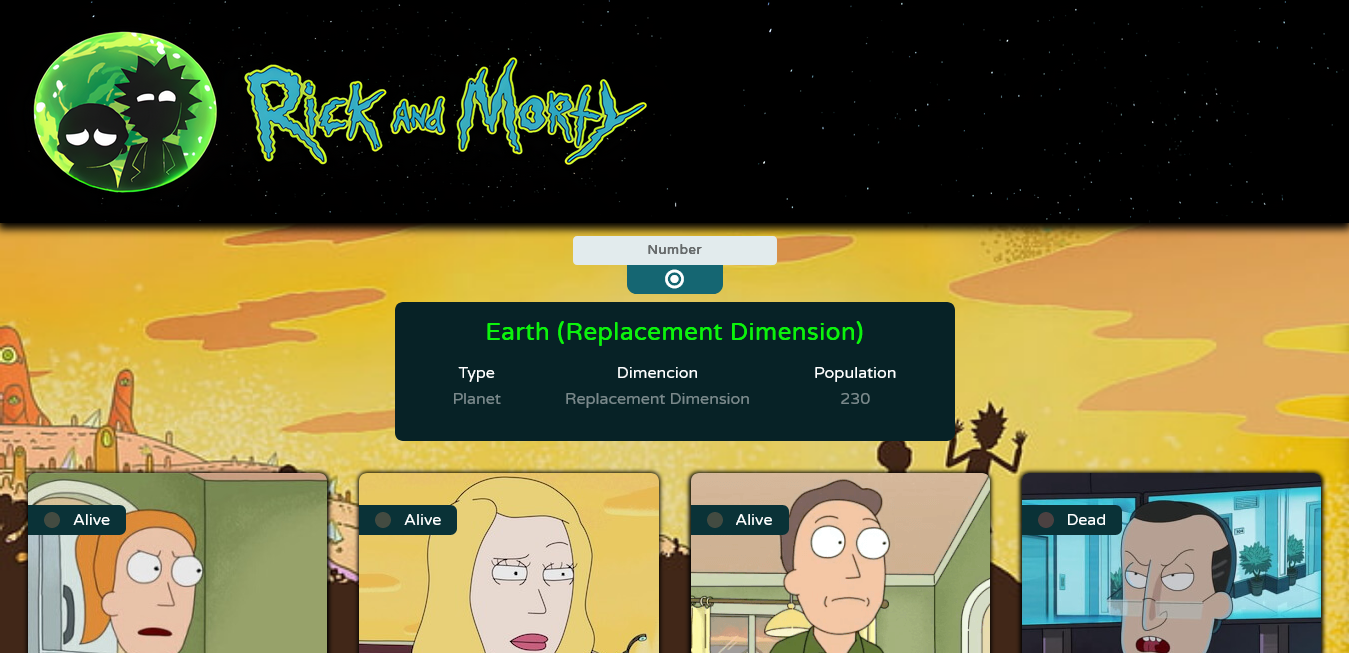 Rick and Morty
Number
Earth (Replacement Dimension)
Type Dimencion Population
Planet Replacement Dimension 230
Alive Alive Alive Dead